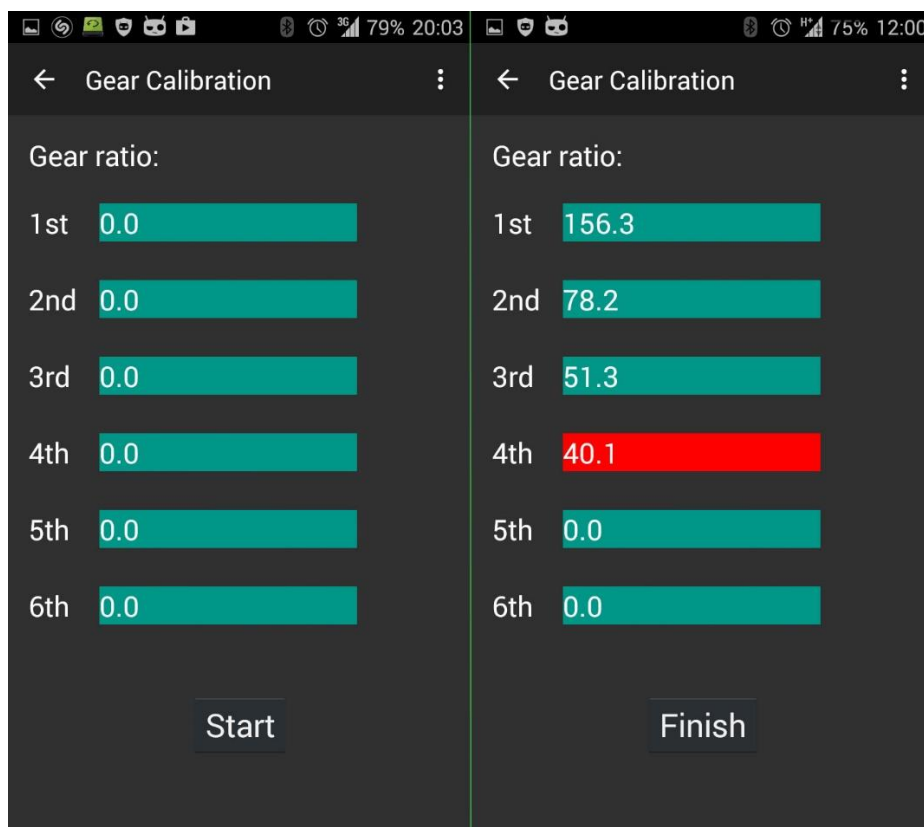 3G 79% 20:03
Gear Calibration
Gear ratio:
1st 0.0
2nd 0.0
3rd 0.0
4th 0.0
5th 0.0
6th 0.0
Start
H+ 75% 12:00
Gear Calibration
Gear ratio:
1st 156.3
2nd 78.2
3rd 51.3
4th 40.1
5th 0.0
6th 0.0
Finish